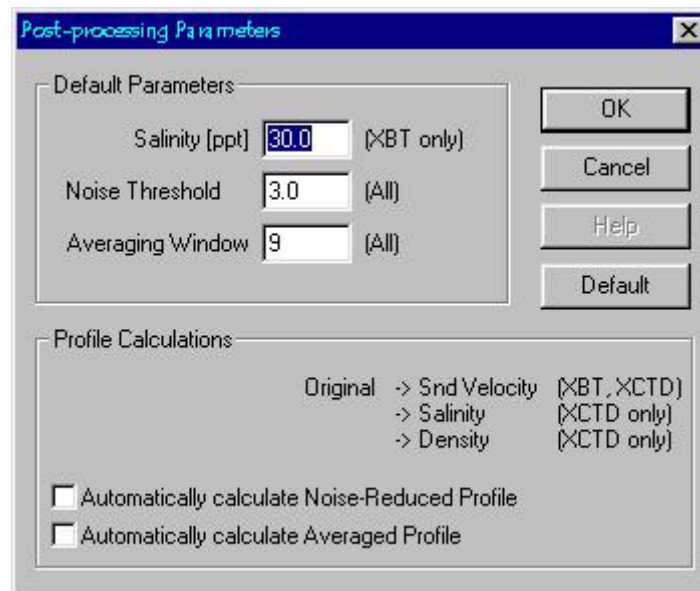 Post-processing Parameters
Default Parameters
Salinity [ppt] 30.0 (XBT only)
Noise Threshold 3.0 (All)
Averaging Window 9 (All)
OK
Cancel
Help
Default
Profile Calculations
Original -> Snd Velocity (XBT, XCTD)
-> Salinity (XCTD only)
-> Density (XCTD only)
Automatically calculate Noise-Reduced Profile
Automatically calculate Averaged Profile